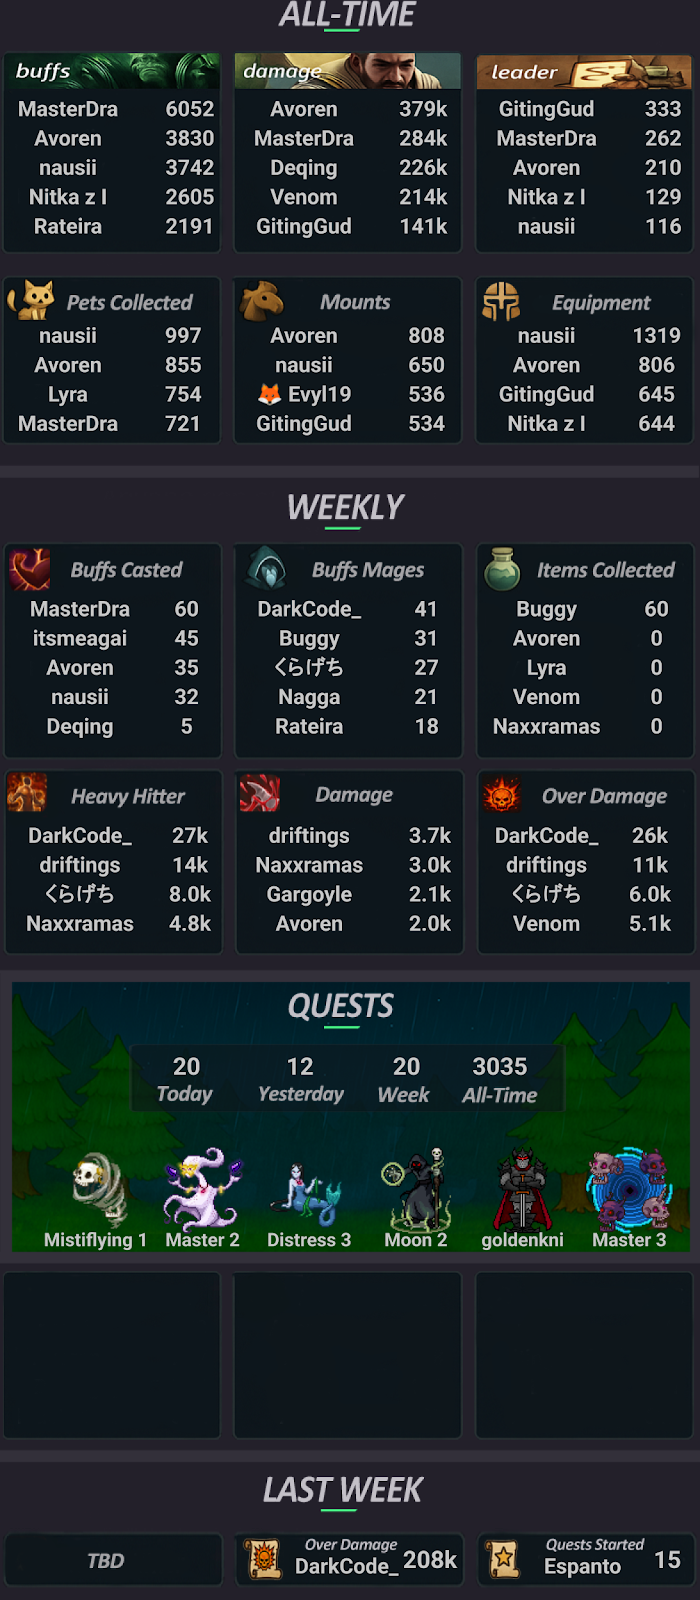 ALL-TIME
buffs
MasterDra 6052
Avoren 3830
nausii 3742
Nitka z l 2605
Rateira 2191
damage
Avoren 379k
MasterDra 284k
Deqing 226k
Venom 214k
GitingGud 141k
leader
GitingGud 333
MasterDra 262
Avoren 210
Nitka z l 129
nausii 116
Pets Collected
nausii 997
Avoren 855
Lyra 754
MasterDra 721
Mounts
Avoren 808
nausii 650
🦊 Evyl19 536
GitingGud 534
Equipment
nausii 1319
Avoren 806
GitingGud 645
Nitka z l 644
WEEKLY
Buffs Casted
MasterDra 60
itsmeagai 45
Avoren 35
nausii 32
Deqing 5
Buffs Mages
DarkCode_ 41
Buggy 31
くらげち 27
Nagga 21
Rateira 18
Items Collected
Buggy 60
Avoren 0
Lyra 0
Venom 0
Naxxramas 0
Heavy Hitter
DarkCode_ 27k
driftings 14k
くらげち 8.0k
Naxxramas 4.8k
Damage
driftings 3.7k
Naxxramas 3.0k
Gargoyle 2.1k
Avoren 2.0k
Over Damage
DarkCode_ 26k
driftings 11k
くらげち 6.0k
Venom 5.1k
QUESTS
20 12 20 3035
Today Yesterday Week All-Time
Mistiflying 1 Master 2 Distress 3 Moon 2 goldenkni Master 3
LAST WEEK
TBD
Over Damage
DarkCode_ 208k
Quests Started
Espanto 15